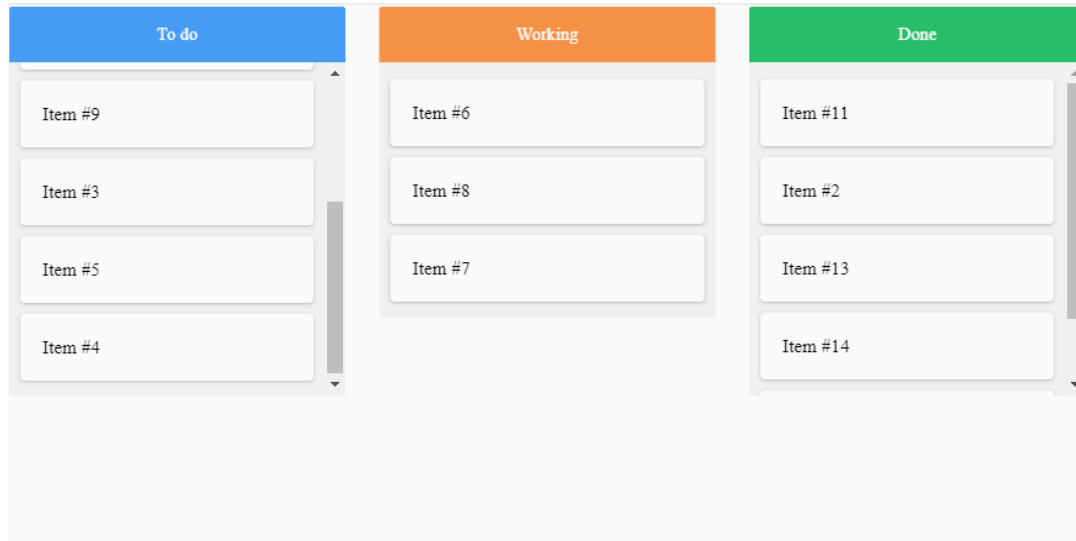 To do
Item #9
Item #3
Item #5
Item #4
Working
Item #6
Item #8
Item #7
Done
Item #11
Item #2
Item #13
Item #14